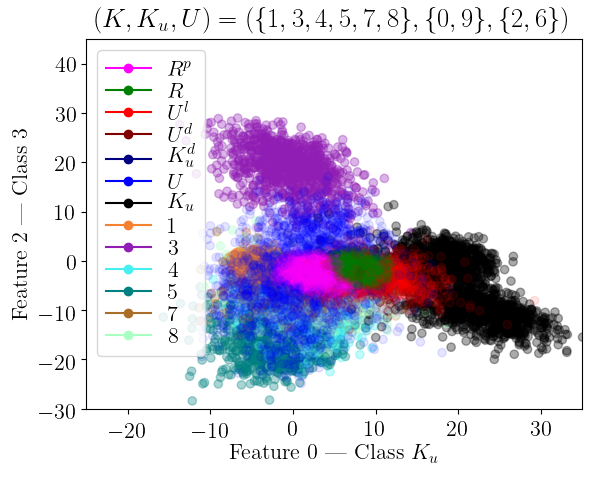 (K, K_u, U) = ({1, 3, 4, 5, 7, 8}, {0, 9}, {2, 6})
40
30
20
10
0
−10
−20
−30
Feature 2 — Class 3
R^p
R
U^l
U^d
K_u^d
U
K_u
1
3
4
5
7
8
−20 −10 0 10 20 30
Feature 0 — Class K_u